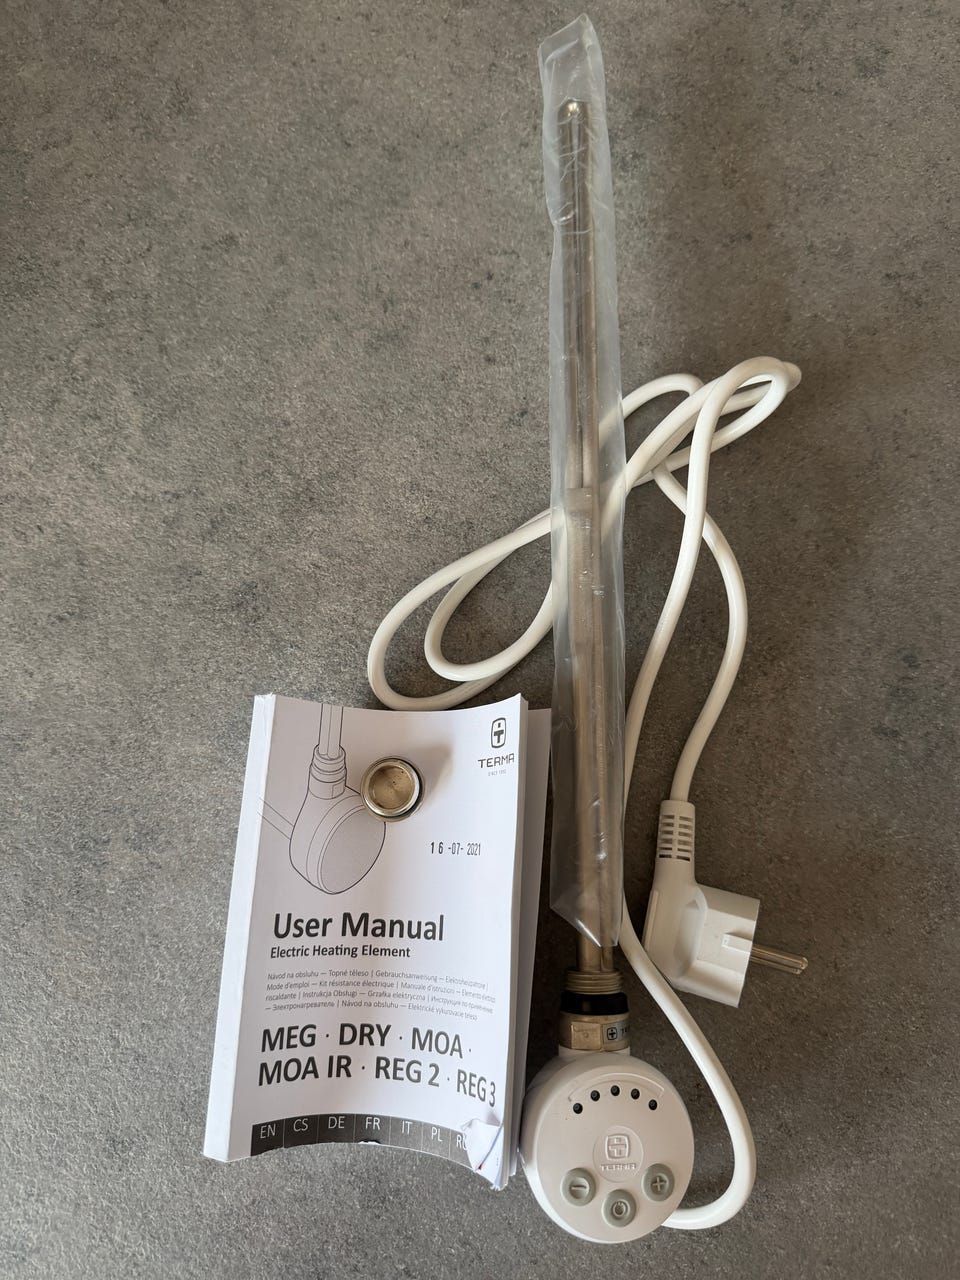 TERMA
SINCE 1991
16-07-2021
User Manual
Electric Heating Element
Návod na obsluhu — Topné těleso | Gebrauchsanweisung — Elektroheizpatrone |
Mode d'emploi — Kit résistance électrique | Manuale d'istruzioni — Elemento elettrico
riscaldante | Instrukcja Obsługi — Grzałka elektryczna | Инструкция по применению
— Электронагреватель | Návod na obsluhu — Elektrické vykurovacie teleso
MEG · DRY · MOA ·
MOA IR · REG 2 · REG 3
EN CS DE FR IT PL RU
TERMA
TERMA